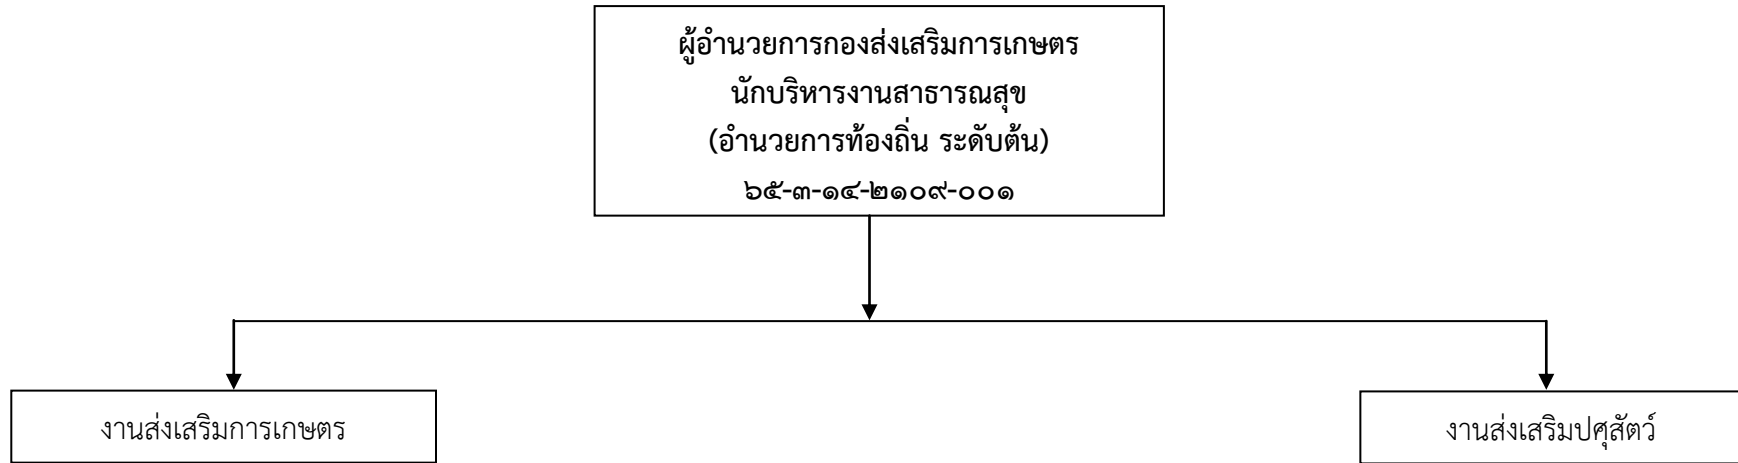 ผู้อำนวยการกองส่งเสริมการเกษตร
นักบริหารงานสาธารณสุข
(อำนวยการท้องถิ่น ระดับต้น)
๖๕-๓-๑๔-๒๑๐๙-๐๐๑
งานส่งเสริมการเกษตร
งานส่งเสริมปศุสัตว์